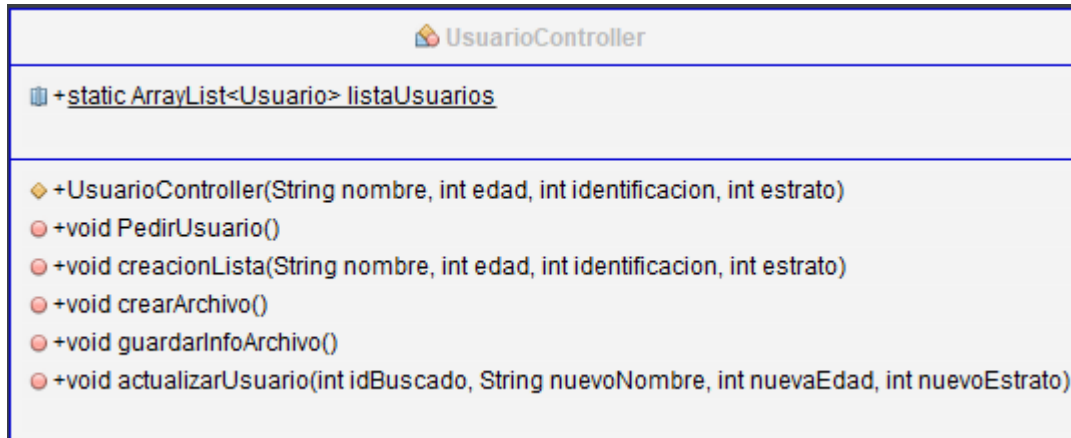 UsuarioController
+static ArrayList<Usuario> listaUsuarios
+UsuarioController(String nombre, int edad, int identificacion, int estrato)
+void PedirUsuario()
+void creacionLista(String nombre, int edad, int identificacion, int estrato)
+void crearArchivo()
+void guardarInfoArchivo()
+void actualizarUsuario(int idBuscado, String nuevoNombre, int nuevaEdad, int nuevoEstrato)